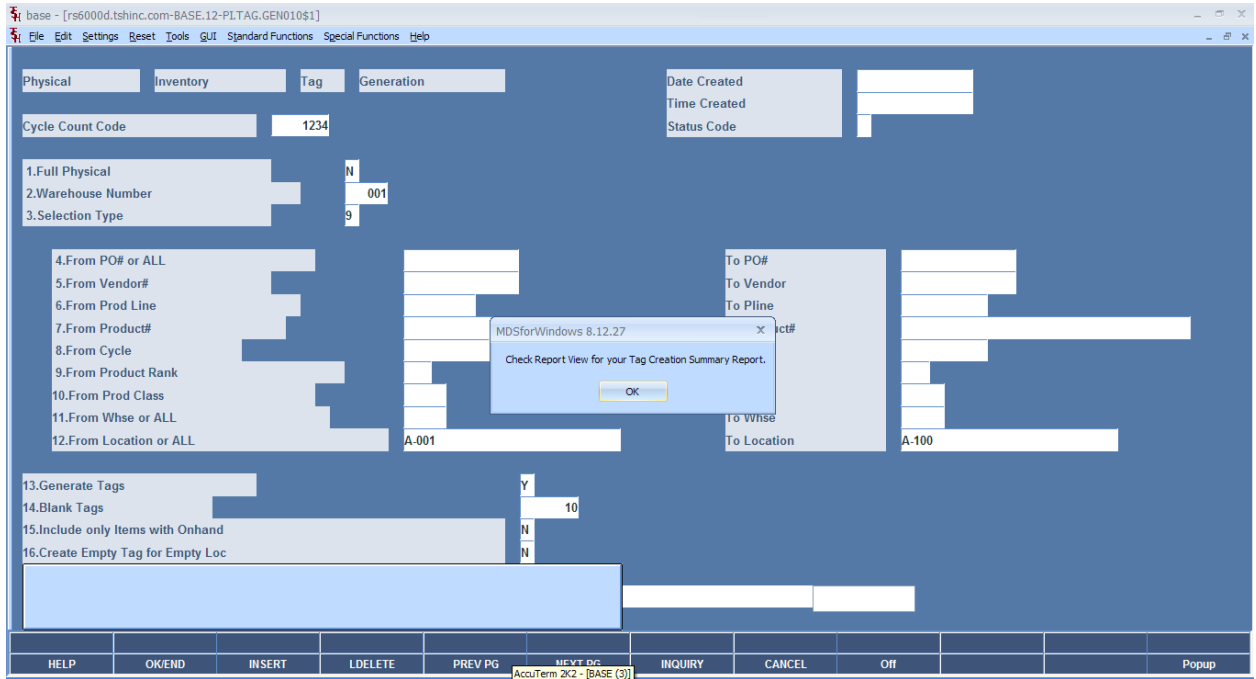 base - [rs6000d.tshinc.com-BASE.12-PI.TAG.GEN010$1]
File Edit Settings Reset Tools GUI Standard Functions Special Functions Help
Physical Inventory Tag Generation Date Created
Time Created
Cycle Count Code 1234 Status Code
1.Full Physical N
2.Warehouse Number 001
3.Selection Type 9
4.From PO# or ALL To PO#
5.From Vendor# To Vendor
6.From Prod Line To Pline
7.From Product# uct#
8.From Cycle
9.From Product Rank
10.From Prod Class
11.From Whse or ALL To Whse
12.From Location or ALL A-001 To Location A-100
MDSforWindows 8.12.27 x
Check Report View for your Tag Creation Summary Report.
OK
13.Generate Tags Y
14.Blank Tags 10
15.Include only Items with Onhand N
16.Create Empty Tag for Empty Loc N
HELP OK/END INSERT LDELETE PREV PG NEXT PG INQUIRY CANCEL Off Popup
AccuTerm 2K2 - [BASE (3)]